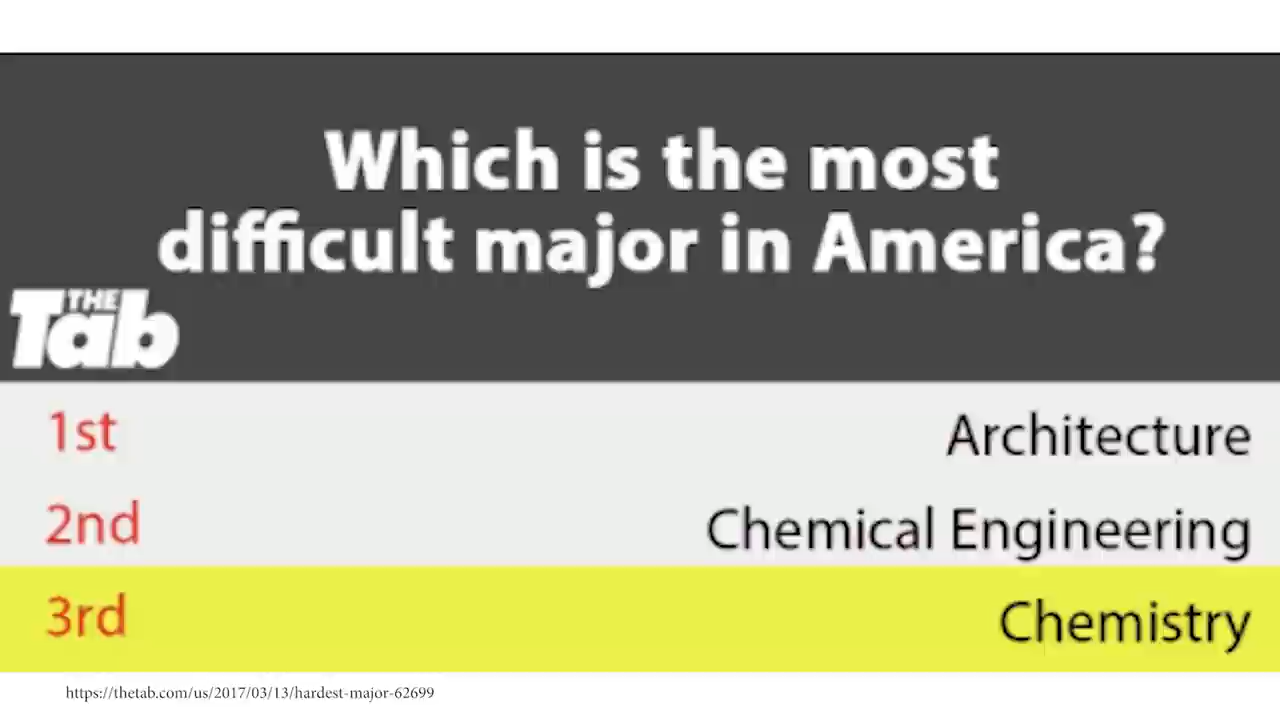 Which is the most
difficult major in America?
THE
Tab
1st Architecture
2nd Chemical Engineering
3rd Chemistry
https://thetab.com/us/2017/03/13/hardest-major-62699